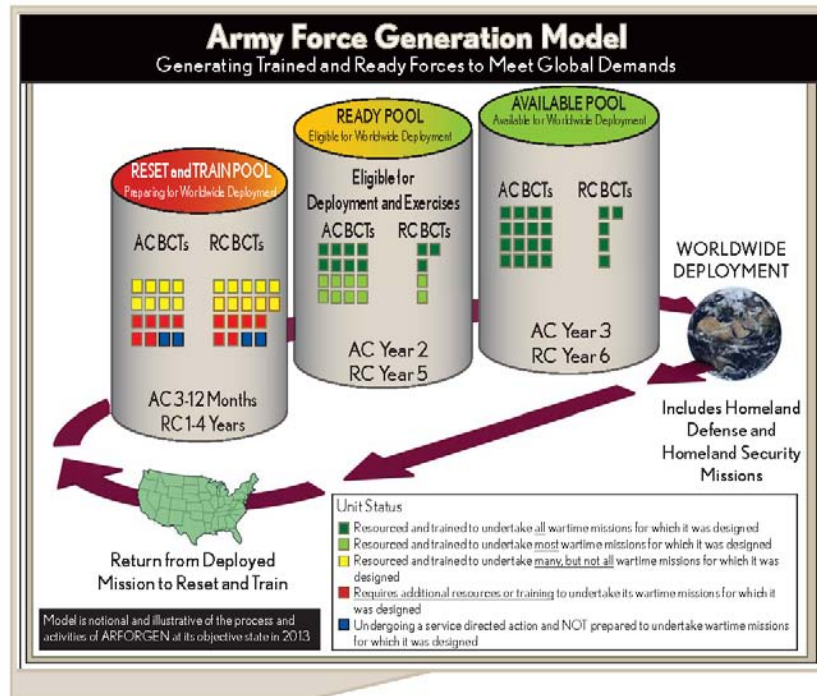 Army Force Generation Model
Generating Trained and Ready Forces to Meet Global Demands
RESET and TRAIN POOL
Preparing for Worldwide Deployment
AC BCTs RC BCTs
AC 3-12 Months
RC 1-4 Years
READY POOL
Eligible for Worldwide Deployment
Eligible for
Deployment and Exercises
AC BCTs RC BCTs
AC Year 2
RC Year 5
AVAILABLE POOL
Available for Worldwide Deployment
AC BCTs RC BCTs
AC Year 3
RC Year 6
WORLDWIDE
DEPLOYMENT
Includes Homeland
Defense and
Homeland Security
Missions
Return from Deployed
Mission to Reset and Train
Unit Status
Resourced and trained to undertake all wartime missions for which it was designed
Resourced and trained to undertake most wartime missions for which it was designed
Resourced and trained to undertake many, but not all wartime missions for which it was
designed
Requires additional resources or training to undertake its wartime missions for which it
was designed
Undergoing a service directed action and NOT prepared to undertake wartime missions
for which it was designed
Model is notional and illustrative of the process and
activities of ARFORGEN at its objective state in 2013